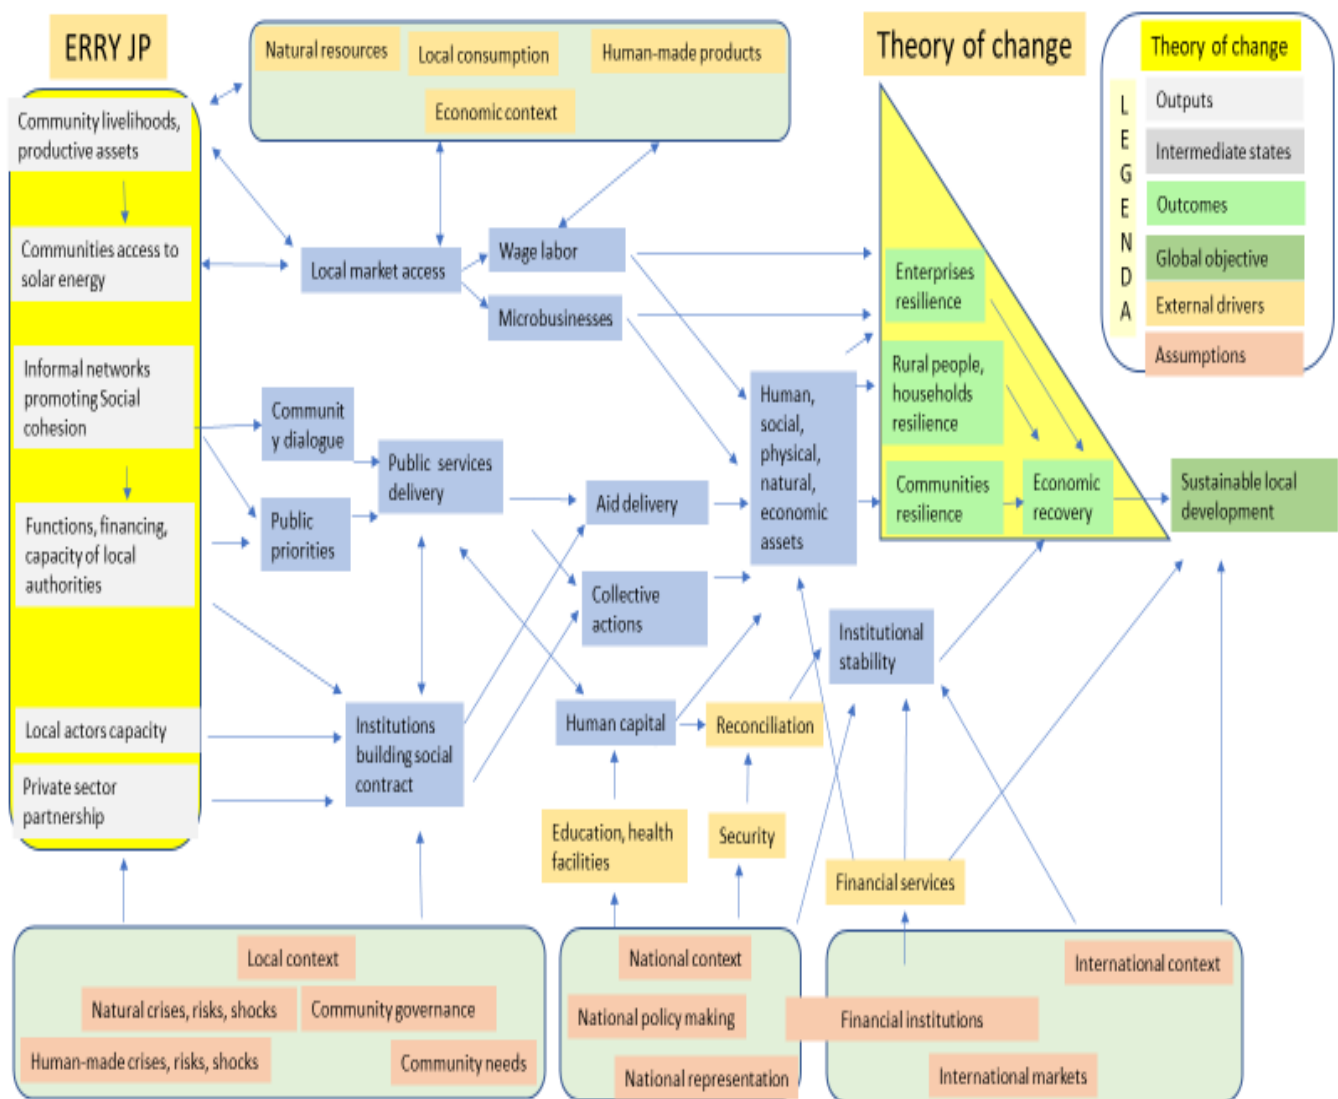 ERRY JP
Natural resources
Local consumption
Human-made products
Economic context
Theory of change
Theory of change
L
E
G
E
N
D
A
Outputs
Intermediate states
Outcomes
Global objective
External drivers
Assumptions
Community livelihoods,
productive assets
Communities access to
solar energy
Informal networks
promoting Social
cohesion
Functions, financing,
capacity of local
authorities
Local actors capacity
Private sector
partnership
Local market access
Wage labor
Microbusinesses
Communit
y dialogue
Public
priorities
Public services
delivery
Aid delivery
Collective
actions
Human,
social,
physical,
natural,
economic
assets
Enterprises
resilience
Rural people,
households
resilience
Communities
resilience
Economic
recovery
Sustainable local
development
Institutions
building social
contract
Human capital
Reconciliation
Institutional
stability
Education, health
facilities
Security
Financial services
Local context
Natural crises, risks, shocks
Community governance
Human-made crises, risks, shocks
Community needs
National context
National policy making
National representation
International context
Financial institutions
International markets